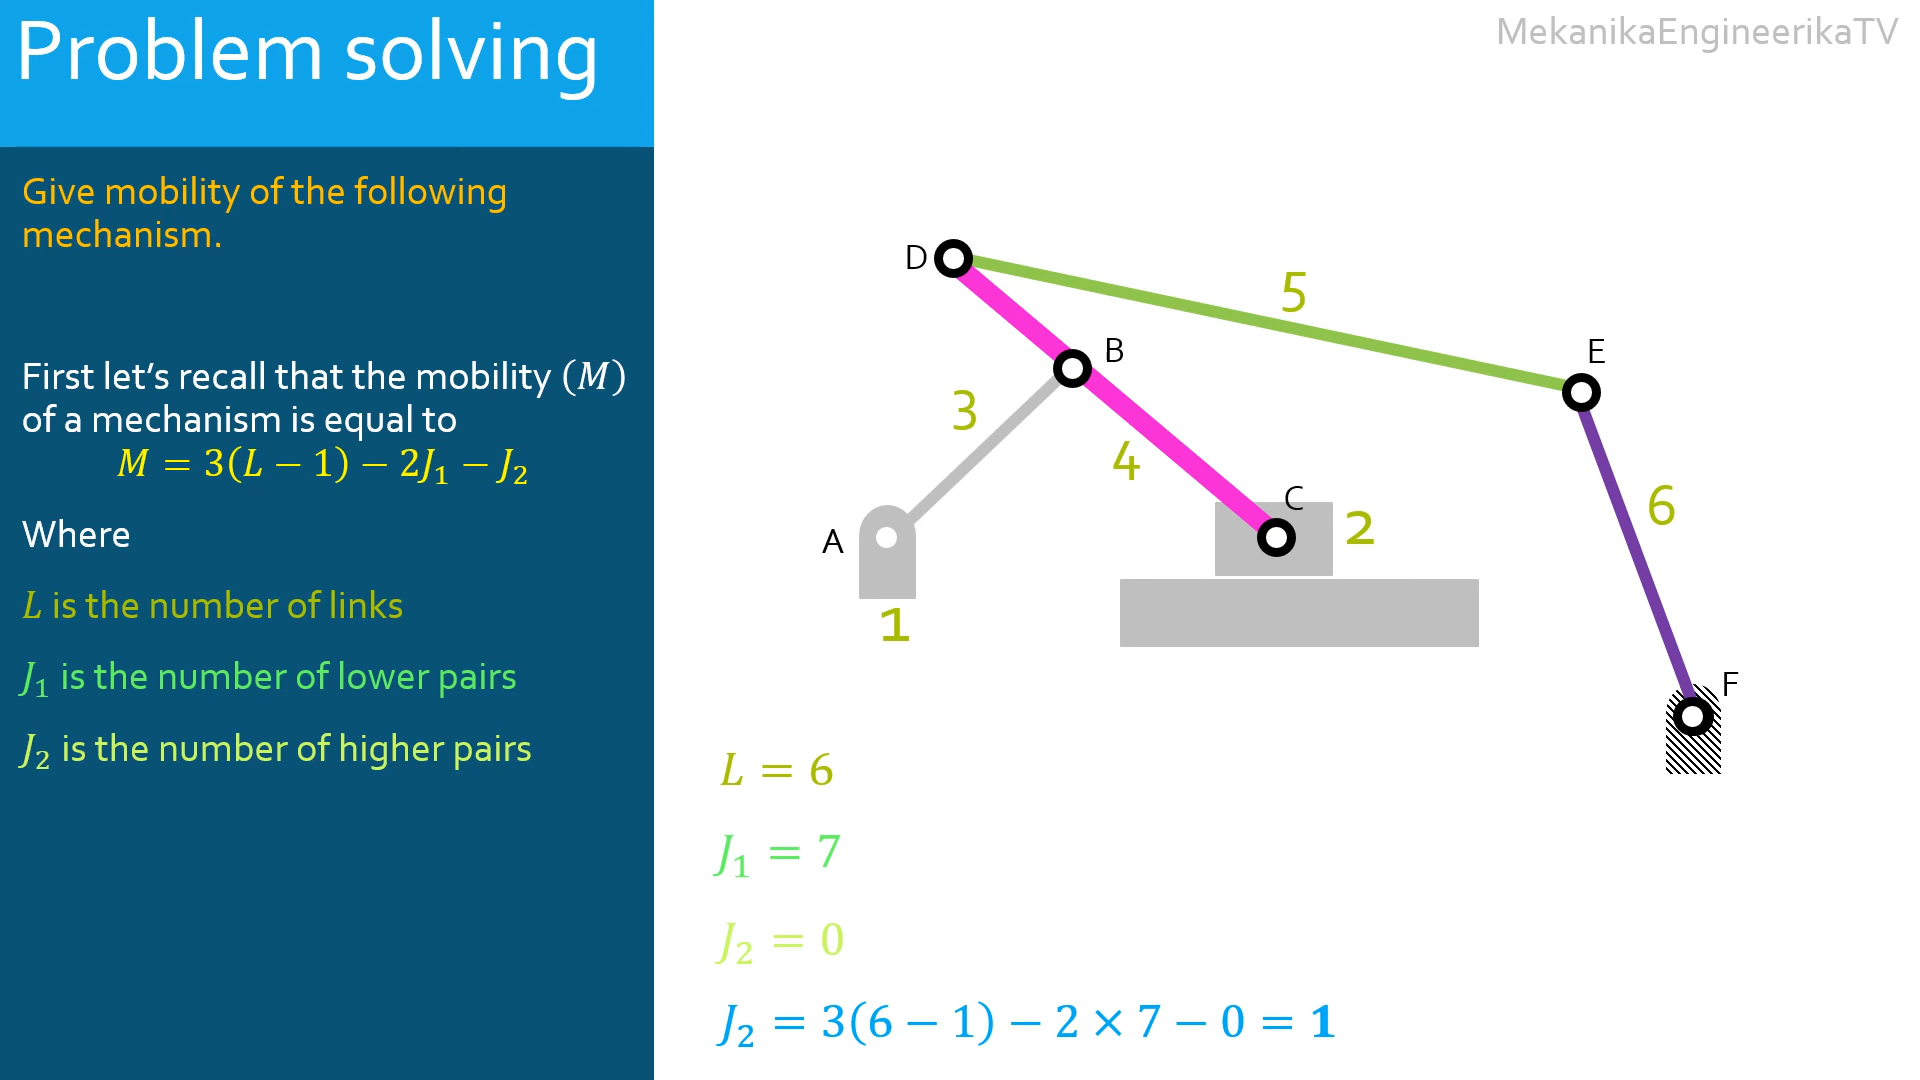 Problem solving
MekanikaEngineerikaTV
Give mobility of the following
mechanism.
First let's recall that the mobility (M)
of a mechanism is equal to
M = 3(L − 1) − 2J₁ − J₂
Where
L is the number of links
J₁ is the number of lower pairs
J₂ is the number of higher pairs
D
5
B
E
3
4
C
2
6
A
1
F
L = 6
J₁ = 7
J₂ = 0
J₂ = 3(6 − 1) − 2 × 7 − 0 = 1